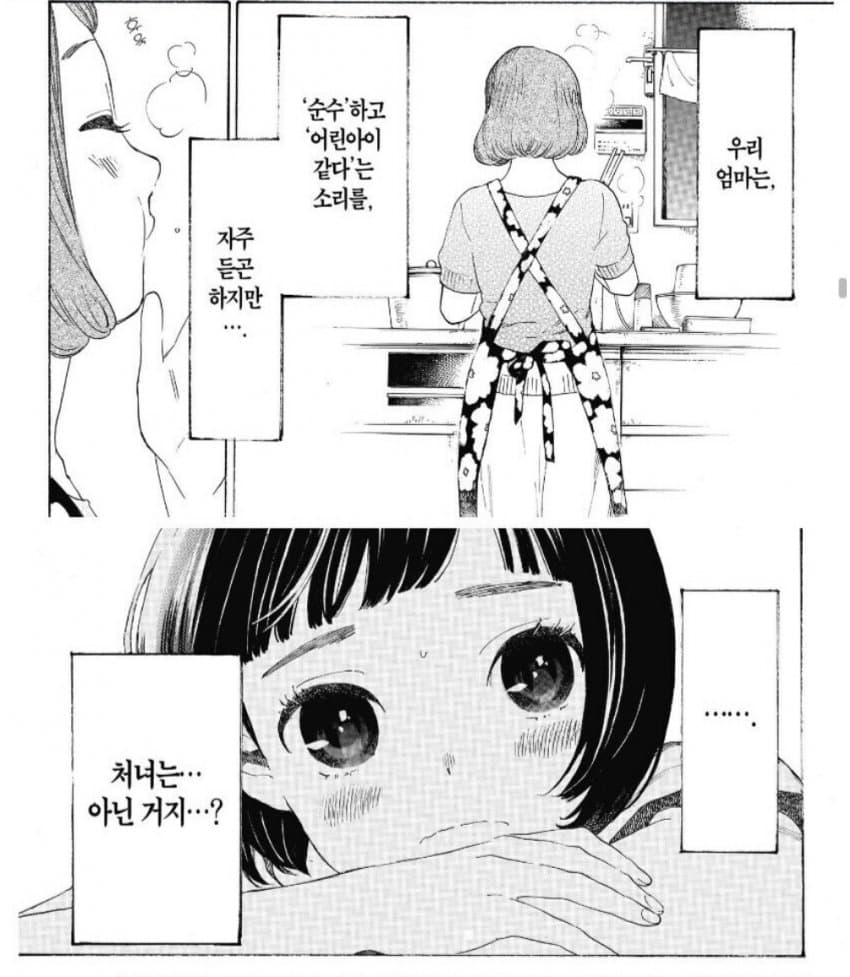 우리
엄마는,
‘순수’하고
‘어린아이
같다’는
소리를,
자주
듣곤
하지만
….
…….
처녀는…
아닌 거지…?